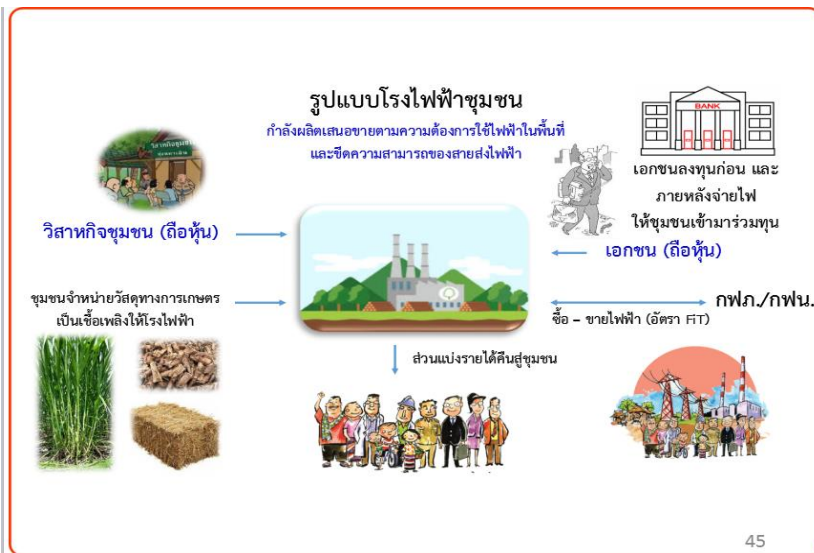 รูปแบบโรงไฟฟ้าชุมชน
กำลังผลิตเสนอขายตามความต้องการใช้ไฟฟ้าในพื้นที่
และขีดความสามารถของสายส่งไฟฟ้า
วิสาหกิจชุมชน
วิสาหกิจชุมชน (ถือหุ้น)
BANK
เอกชนลงทุนก่อน และ
ภายหลังจ่ายไฟ
ให้ชุมชนเข้ามาร่วมทุน
เอกชน (ถือหุ้น)
ชุมชนจำหน่ายวัสดุทางการเกษตร
เป็นเชื้อเพลิงให้โรงไฟฟ้า
กฟภ./กฟน.
ซื้อ – ขายไฟฟ้า (อัตรา FiT)
ส่วนแบ่งรายได้คืนสู่ชุมชน
45